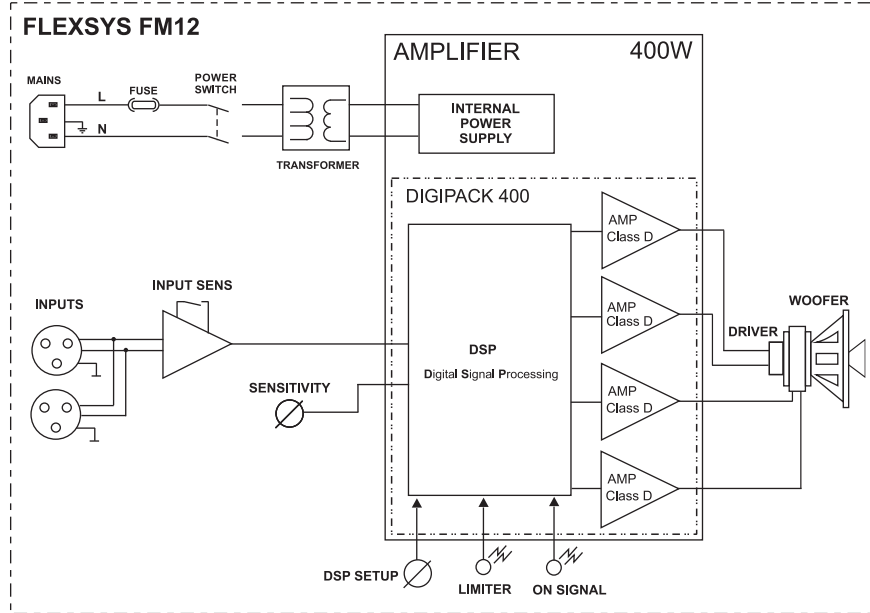 FLEXSYS FM12
AMPLIFIER 400W
MAINS
L
FUSE
POWER
SWITCH
N
TRANSFORMER
INTERNAL
POWER
SUPPLY
DIGIPACK 400
AMP
Class D
AMP
Class D
AMP
Class D
AMP
Class D
INPUTS
INPUT SENS
SENSITIVITY
DSP
Digital Signal Processing
DRIVER
WOOFER
DSP SETUP
LIMITER
ON SIGNAL